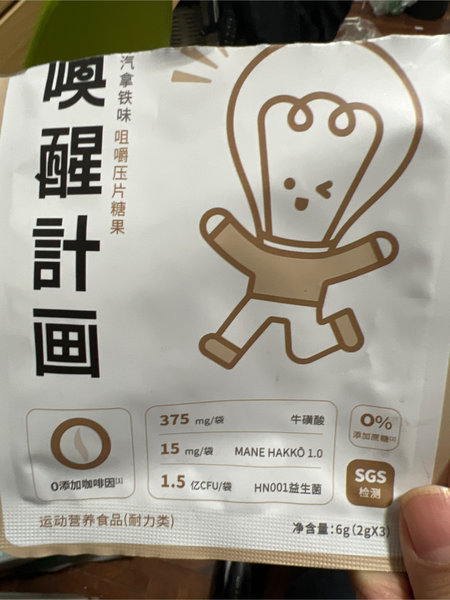 喚醒計画
汽拿铁味 咀嚼压片糖果
375 mg/袋 牛磺酸
15 mg/袋 MANE HAKKŌ 1.0
1.5 亿CFU/袋 HN001益生菌
0添加咖啡因[1]
0%
添加蔗糖[2]
SGS
检测
运动营养食品(耐力类)
净含量:6g(2gX3)